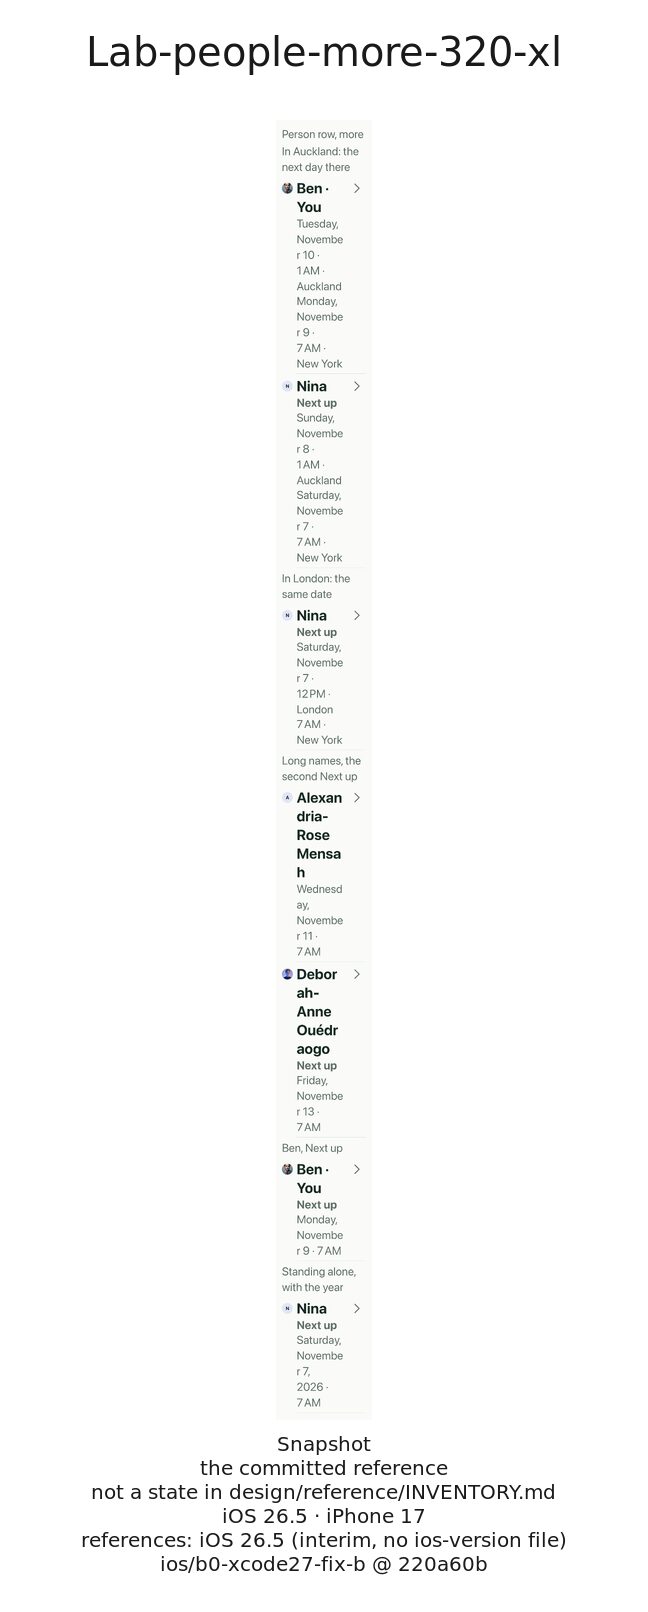 Lab-people-more-320-xl
Person row, more
In Auckland: the
next day there
Ben ·
You
Tuesday,
Novembe
r 10 ·
1 AM ·
Auckland
Monday,
Novembe
r 9 ·
7 AM ·
New York
N
Nina
Next up
Sunday,
Novembe
r 8 ·
1 AM ·
Auckland
Saturday,
Novembe
r 7 ·
7 AM ·
New York
In London: the
same date
N
Nina
Next up
Saturday,
Novembe
r 7 ·
12 PM ·
London
7 AM ·
New York
Long names, the
second Next up
A
Alexan
dria-
Rose
Mensa
h
Wednesd
ay,
Novembe
r 11 ·
7 AM
Debor
ah-
Anne
Ouédr
aogo
Next up
Friday,
Novembe
r 13 ·
7 AM
Ben, Next up
Ben ·
You
Next up
Monday,
Novembe
r 9 · 7 AM
Standing alone,
with the year
N
Nina
Next up
Saturday,
Novembe
r 7,
2026 ·
7 AM
Snapshot
the committed reference
not a state in design/reference/INVENTORY.md
iOS 26.5 · iPhone 17
references: iOS 26.5 (interim, no ios-version file)
ios/b0-xcode27-fix-b @ 220a60b